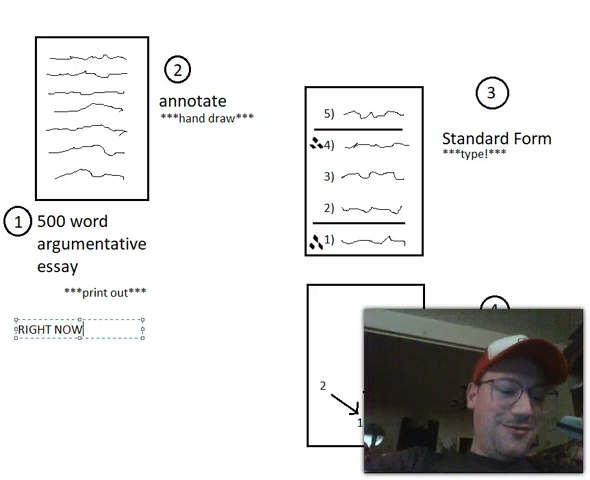 1
500 word
argumentative
essay
***print out***
RIGHT NOW
2
annotate
***hand draw***
3
Standard Form
***type!***
5)
4)
3)
2)
1)
2
1